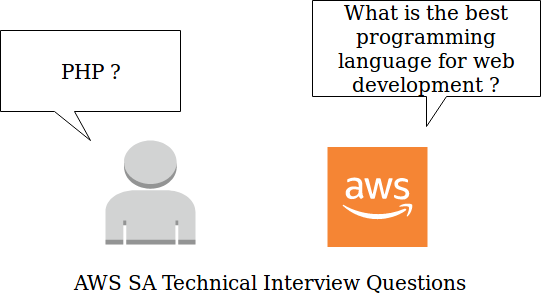 What is the best
programming
language for web
development ?
PHP ?
aws
AWS SA Technical Interview Questions